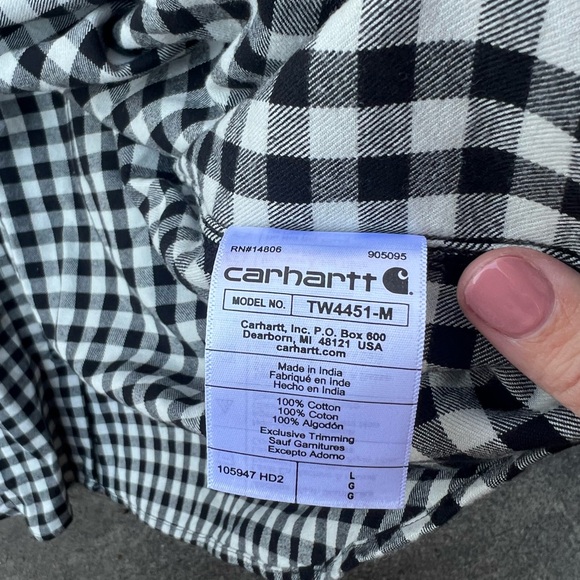 RN#14806 905095
carhartt
MODEL NO. TW4451-M
Carhartt, Inc. P.O. Box 600
Dearborn, MI 48121 USA
carhartt.com
Made in India
Fabriqué en Inde
Hecho en India
100% Cotton
100% Coton
100% Algodón
Exclusive Trimming
Sauf Garnitures
Excepto Adorno
105947 HD2
L
G
G